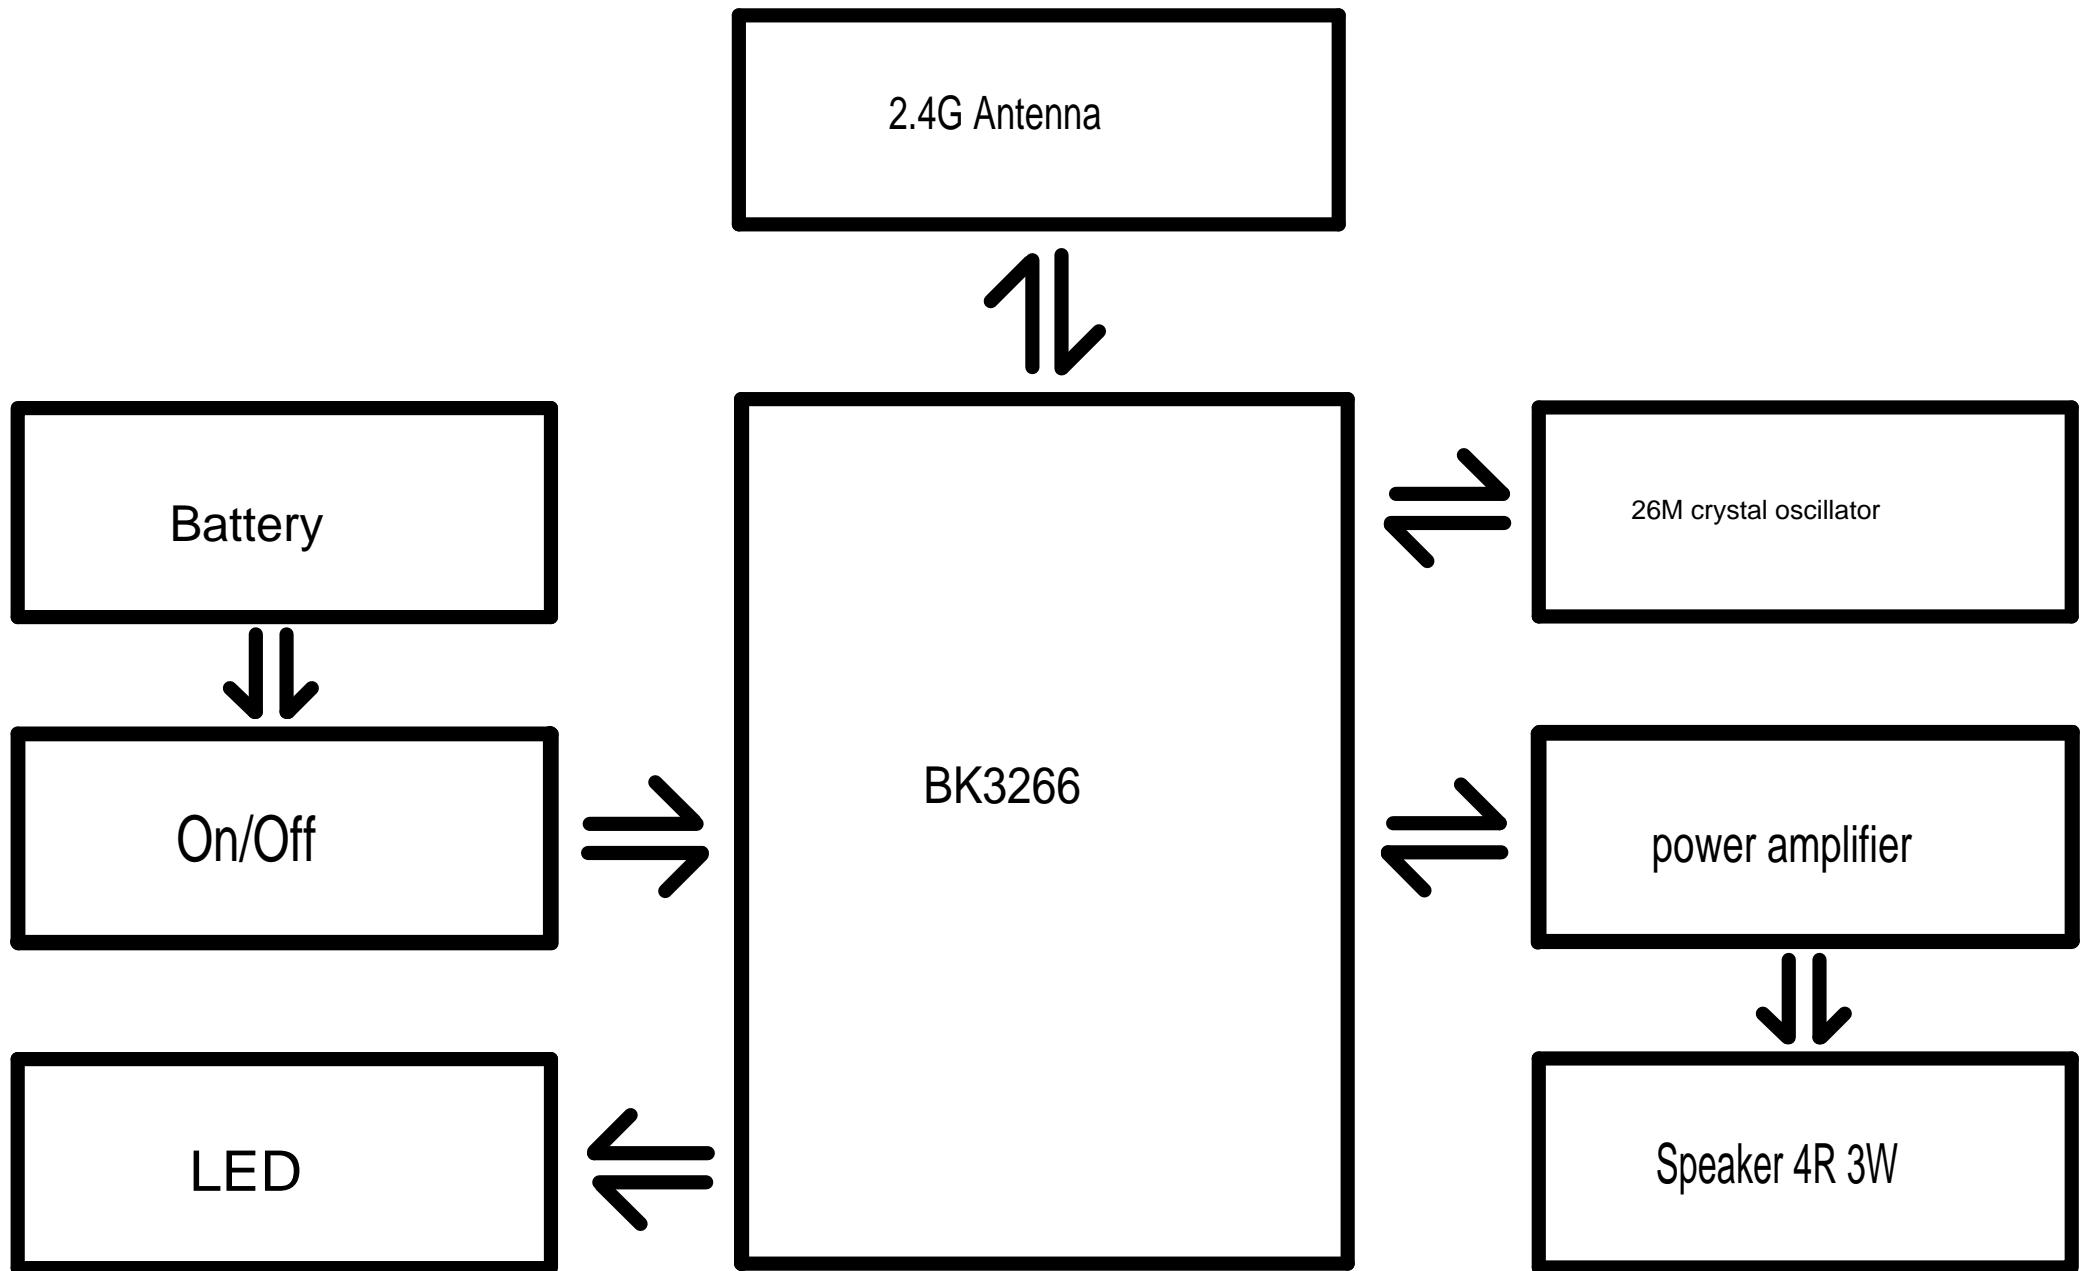 2.4G Antenna
Battery
26M crystal oscillator
BK3266
On/Off
power amplifier
LED
Speaker 4R 3W